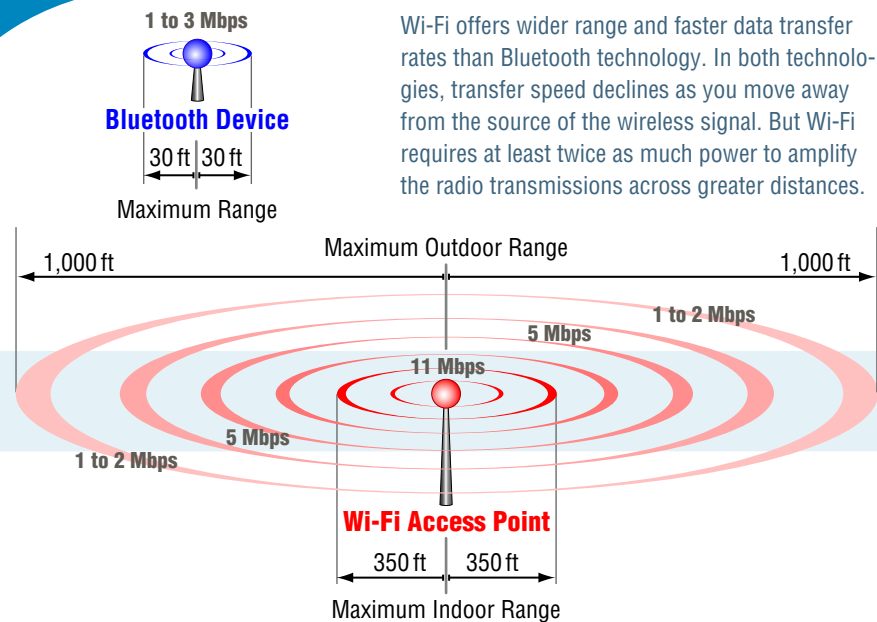 1 to 3 Mbps
Bluetooth Device
30 ft 30 ft
Maximum Range
Wi-Fi offers wider range and faster data transfer
rates than Bluetooth technology. In both technolo-
gies, transfer speed declines as you move away
from the source of the wireless signal. But Wi-Fi
requires at least twice as much power to amplify
the radio transmissions across greater distances.
Maximum Outdoor Range
1,000 ft 1,000 ft
1 to 2 Mbps
5 Mbps
11 Mbps
5 Mbps
1 to 2 Mbps
Wi-Fi Access Point
350 ft 350 ft
Maximum Indoor Range